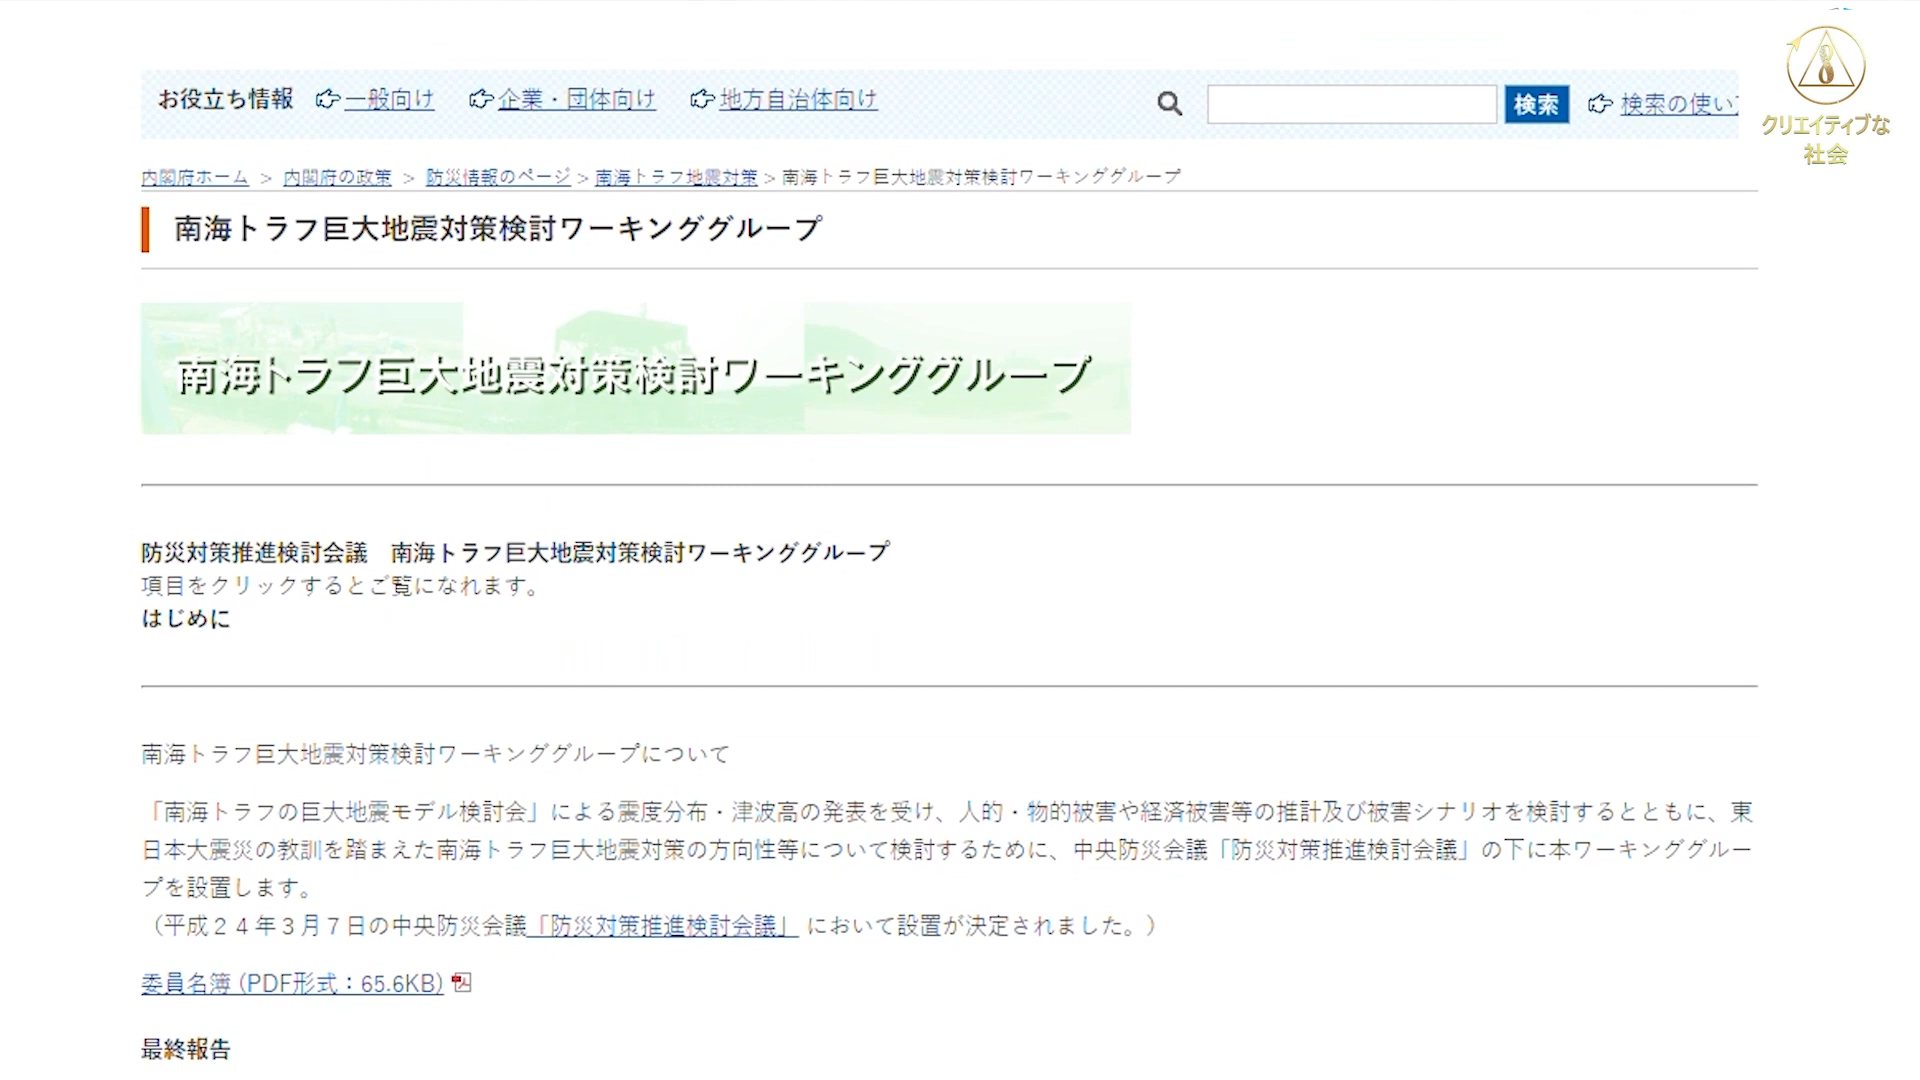 お役立ち情報 一般向け 企業・団体向け 地方自治体向け 検索 検索の使い
クリエイティブな
社会
内閣府ホーム > 内閣府の政策 > 防災情報のページ > 南海トラフ地震対策 > 南海トラフ巨大地震対策検討ワーキンググループ
南海トラフ巨大地震対策検討ワーキンググループ
南海トラフ巨大地震対策検討ワーキンググループ
防災対策推進検討会議　南海トラフ巨大地震対策検討ワーキンググループ
項目をクリックするとご覧になれます。
はじめに
南海トラフ巨大地震対策検討ワーキンググループについて
「南海トラフの巨大地震モデル検討会」による震度分布・津波高の発表を受け、人的・物的被害や経済被害等の推計及び被害シナリオを検討するとともに、東
日本大震災の教訓を踏まえた南海トラフ巨大地震対策の方向性等について検討するために、中央防災会議「防災対策推進検討会議」の下に本ワーキンググルー
プを設置します。
（平成２４年３月７日の中央防災会議「防災対策推進検討会議」 において設置が決定されました。）
委員名簿 (PDF形式：65.6KB)
最終報告